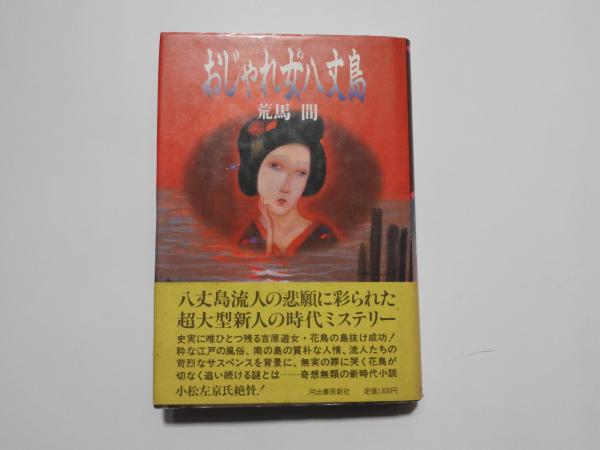 おじゃれ女八丈島
荒馬 間
八丈島流人の悲願に彩られた
超大型新人の時代ミステリー
史実に唯ひとつ残る吉原遊女・花鳥の島抜け成功!
粋な江戸の風俗、南の島の質朴な人情、流人たちの
苛烈なサスペンスを背景に、無実の罪に哭く花鳥が
切なく追い続ける謎とは……奇想無類の新時代小説
小松左京氏絶賛! 河出書房新社 定価1300円